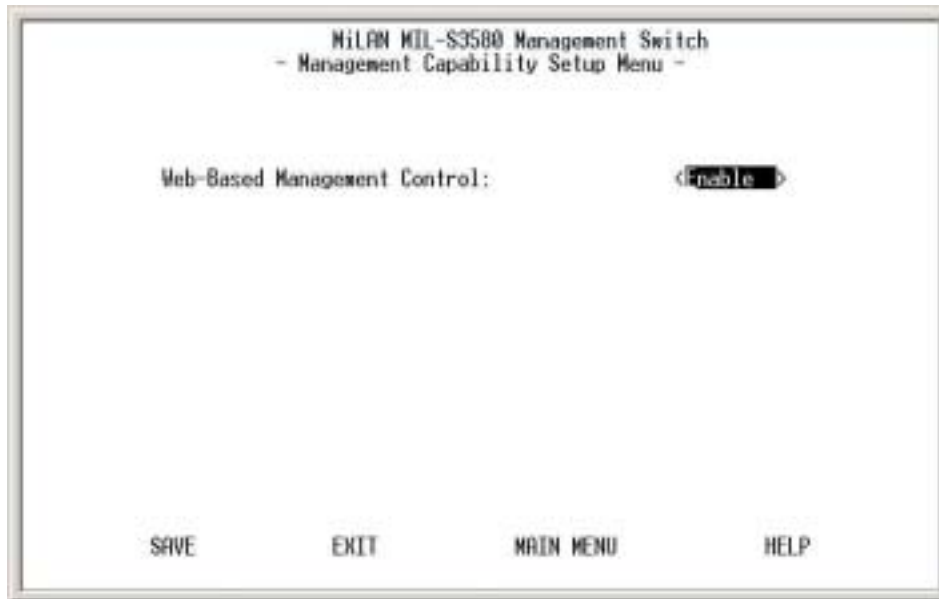 MiLAN MIL-S3580 Management Switch
- Management Capability Setup Menu -
Web-Based Management Control: <Enable >
SAVE EXIT MAIN MENU HELP